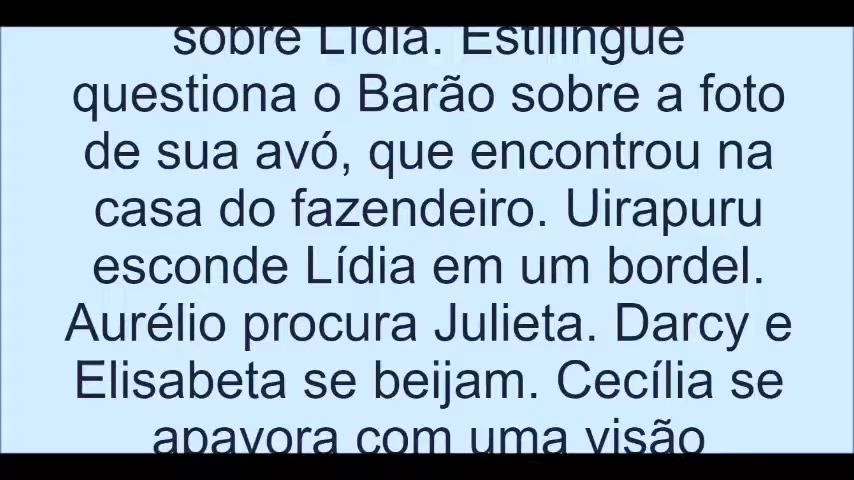 sobre Lídia. Estilingue
questiona o Barão sobre a foto
de sua avó, que encontrou na
casa do fazendeiro. Uirapuru
esconde Lídia em um bordel.
Aurélio procura Julieta. Darcy e
Elisabeta se beijam. Cecília se
apavora com uma visão